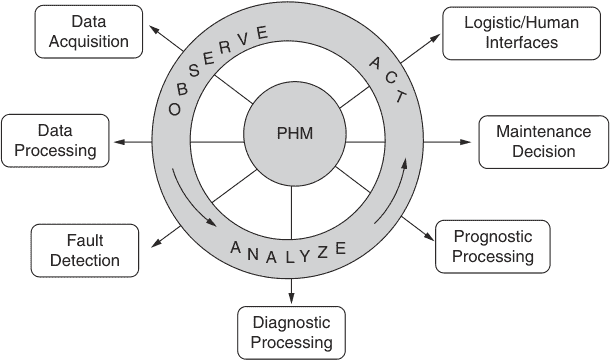 Data
Acquisition
Logistic/Human
Interfaces
OBSERVE
ACT
PHM
Data
Processing
Maintenance
Decision
Fault
Detection
ANALYZE
Prognostic
Processing
Diagnostic
Processing